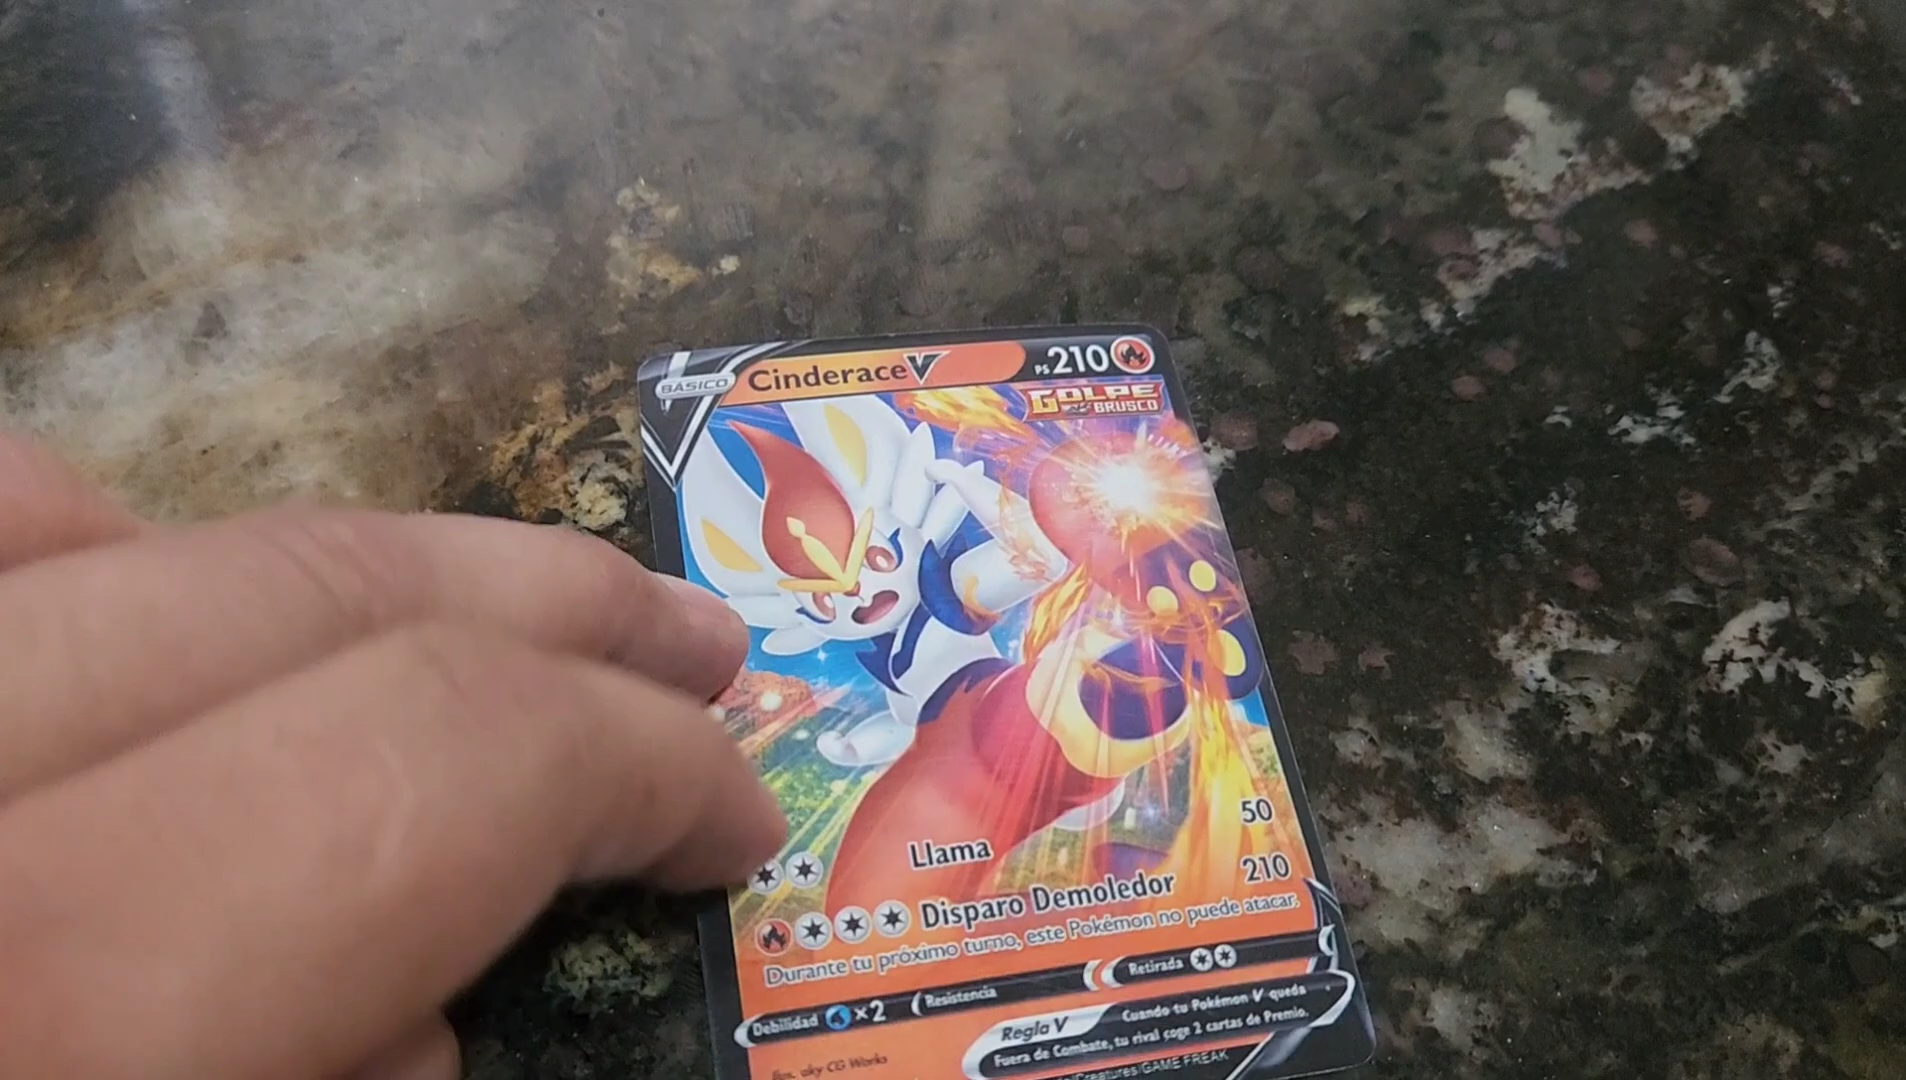 BÁSICO CinderaceV PS 210
GOLPE
BRUSCO
Llama 50
Disparo Demoledor 210
Durante tu próximo turno, este Pokémon no puede atacar.
Debilidad ×2 Resistencia Retirada
Regla V Cuando tu Pokémon V queda
Fuera de Combate, tu rival coge 2 cartas de Premio.
Ilus. aky CG Works
/Creatures/GAME FREAK